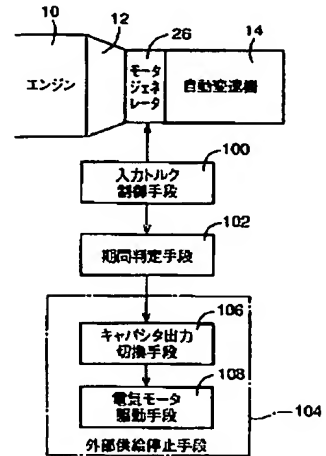 10
12
26
14
エンジン
モータ
ジェネ
レータ
自動変速機
100
入力トルク
制御手段
102
期間判定手段
106
キャパシタ出力
切換手段
108
電気モータ
駆動手段
104
外部供給停止手段